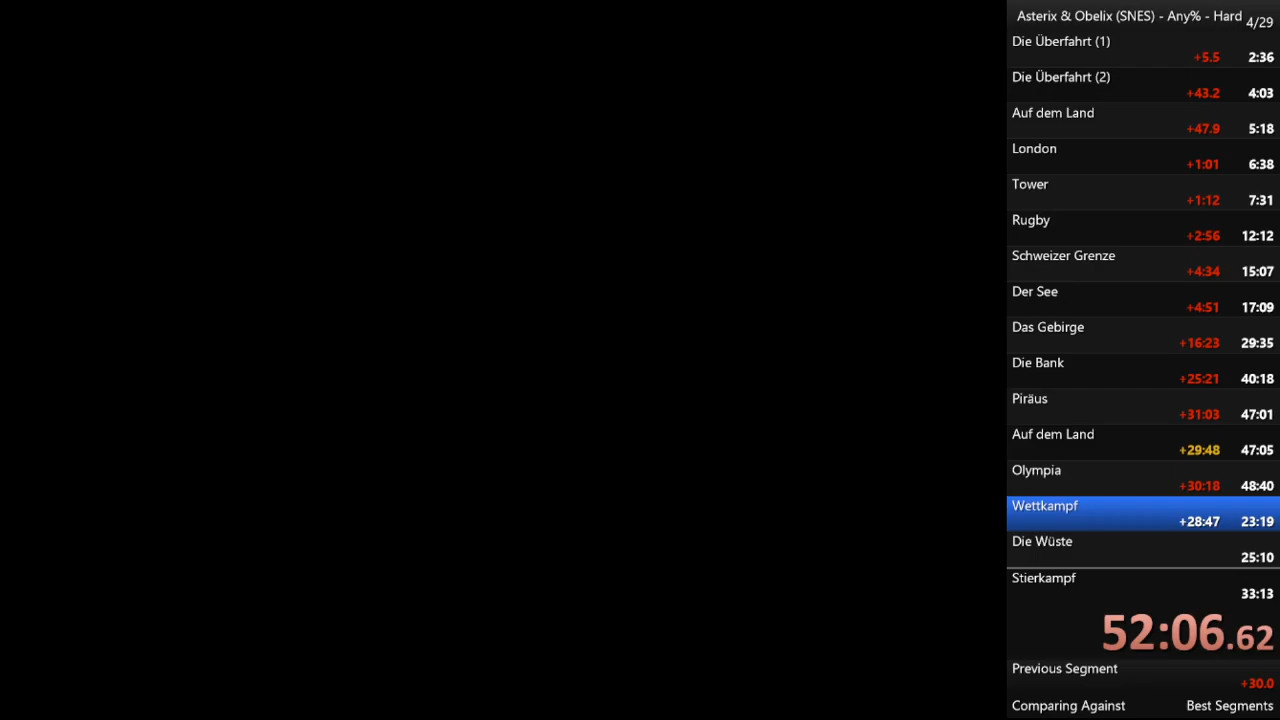 Asterix & Obelix (SNES) - Any% - Hard 4/29
Die Überfahrt (1)
+5.5 2:36
Die Überfahrt (2)
+43.2 4:03
Auf dem Land
+47.9 5:18
London
+1:01 6:38
Tower
+1:12 7:31
Rugby
+2:56 12:12
Schweizer Grenze
+4:34 15:07
Der See
+4:51 17:09
Das Gebirge
+16:23 29:35
Die Bank
+25:21 40:18
Piräus
+31:03 47:01
Auf dem Land
+29:48 47:05
Olympia
+30:18 48:40
Wettkampf
+28:47 23:19
Die Wüste
25:10
Stierkampf
33:13
52:06.62
Previous Segment
+30.0
Comparing Against Best Segments